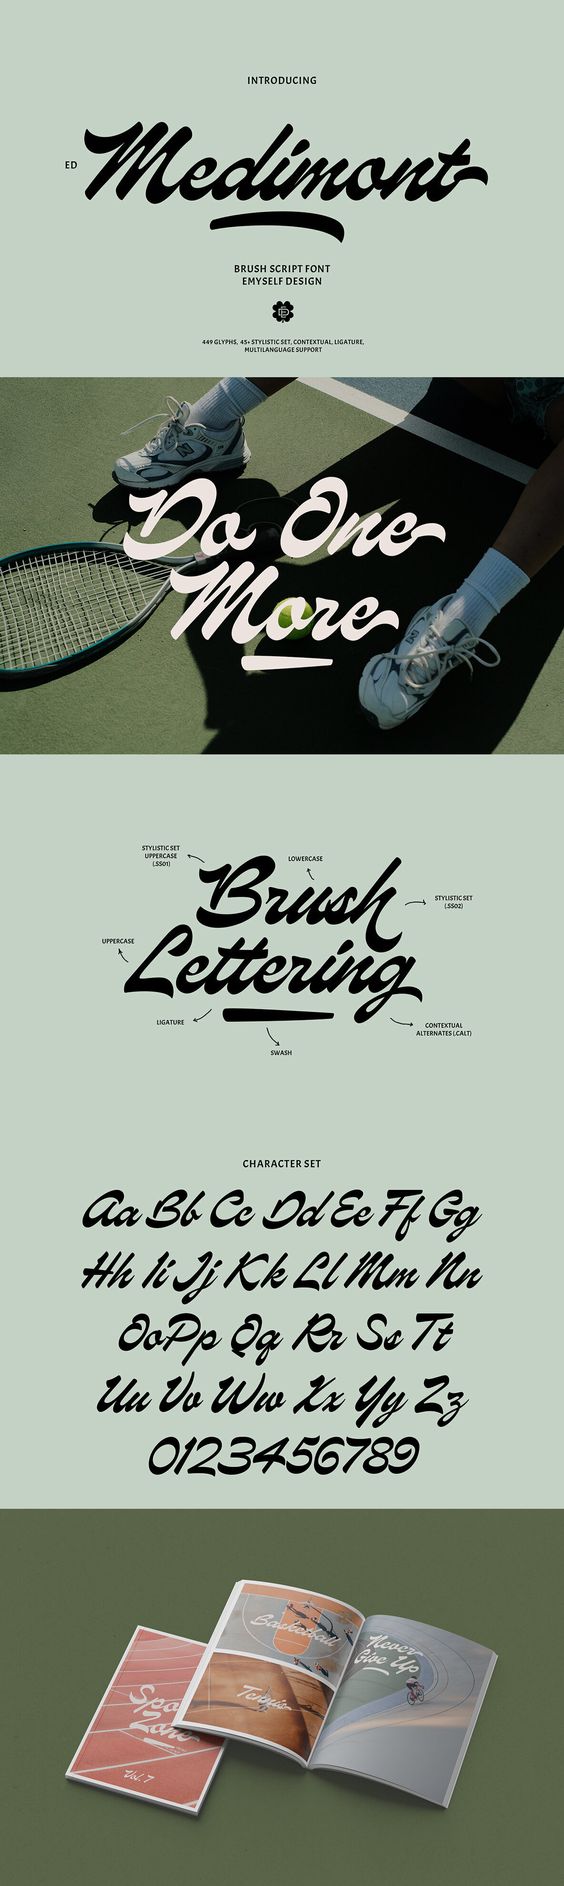 INTRODUCING
ED Medimont
BRUSH SCRIPT FONT
EMYSELF DESIGN
449 GLYPHS, 45+ STYLISTIC SET, CONTEXTUAL, LIGATURE,
MULTILANGUAGE SUPPORT
Do One
More
STYLISTIC SET
UPPERCASE
(.SS01)
LOWERCASE
STYLISTIC SET
(.SS02)
Brush
UPPERCASE
Lettering
LIGATURE
SWASH
CONTEXTUAL
ALTERNATES (.CALT)
CHARACTER SET
Aa Bb Cc Dd Ee Ff Gg
Hh Ii Jj Kk Ll Mm Nn
Oo Pp Qq Rr Ss Tt
Uu Vv Ww Xx Yy Zz
0123456789
Basketball
Tennis
Never
Give Up
Vol. 7